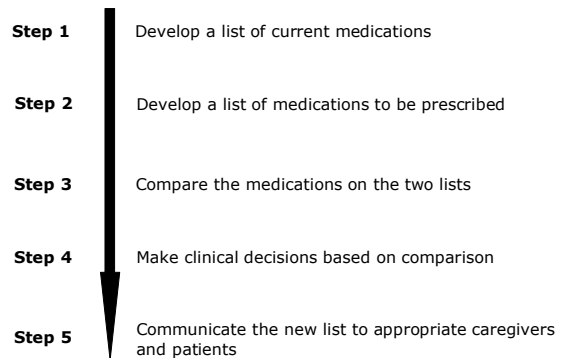 Step 1 Develop a list of current medications
Step 2 Develop a list of medications to be prescribed
Step 3 Compare the medications on the two lists
Step 4 Make clinical decisions based on comparison
Step 5 Communicate the new list to appropriate caregivers
and patients